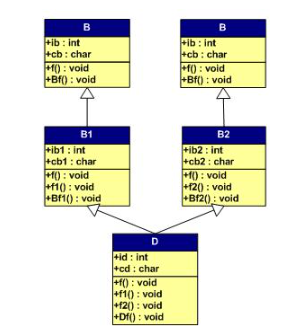 B
+ib : int
+cb : char
+f() : void
+Bf() : void
B
+ib : int
+cb : char
+f() : void
+Bf() : void
B1
+ib1 : int
+cb1 : char
+f() : void
+f1() : void
+Bf1() : void
B2
+ib2 : int
+cb2 : char
+f() : void
+f2() : void
+Bf2() : void
D
+id : int
+cd : char
+f() : void
+f1() : void
+f2() : void
+Df() : void